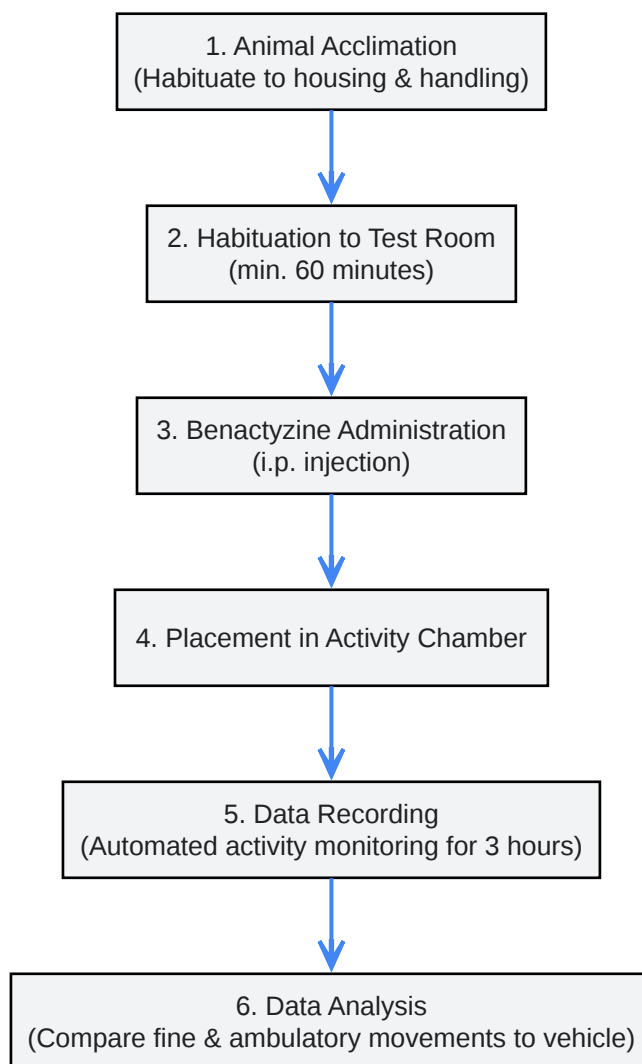 1. Animal Acclimation
(Habituate to housing & handling)
2. Habituation to Test Room
(min. 60 minutes)
3. Benactyzine Administration
(i.p. injection)
4. Placement in Activity Chamber
5. Data Recording
(Automated activity monitoring for 3 hours)
6. Data Analysis
(Compare fine & ambulatory movements to vehicle)